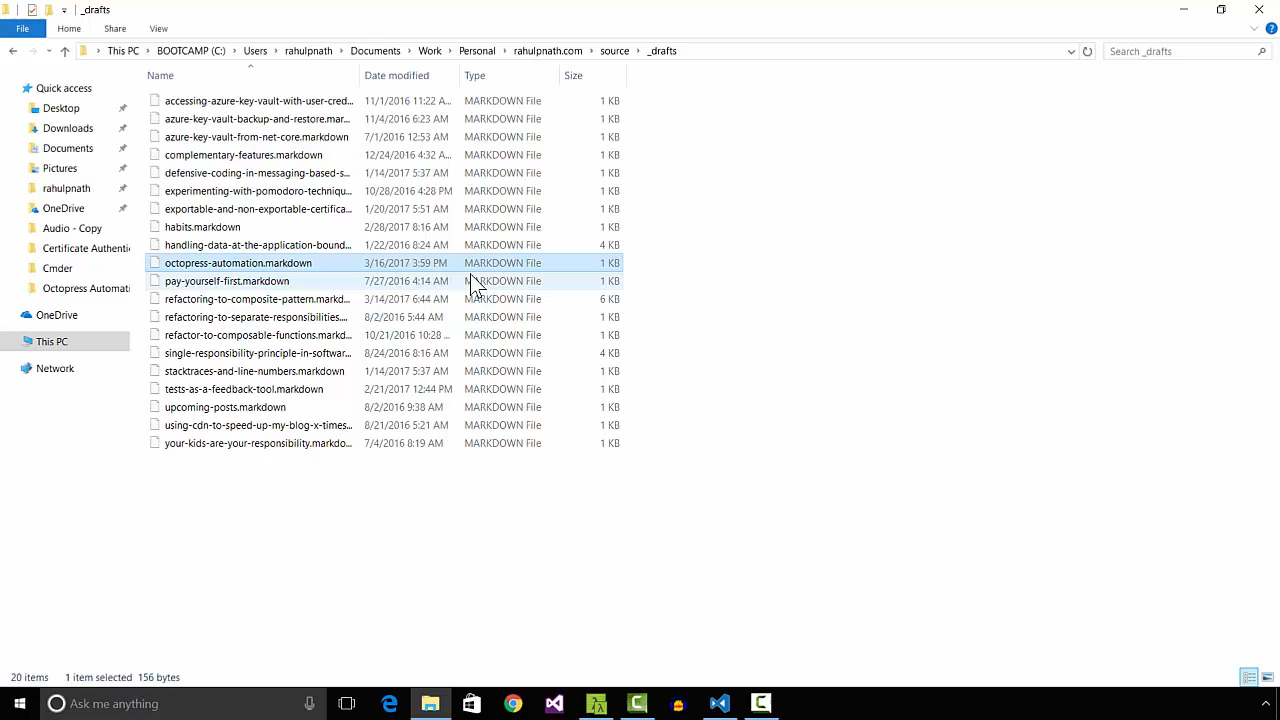 _drafts
File Home Share View
This PC BOOTCAMP (C:) Users rahulpnath Documents Work Personal rahulpnath.com source _drafts Search _drafts
Name Date modified Type Size
Quick access
Desktop
Downloads
Documents
Pictures
rahulpnath
OneDrive
Audio - Copy
Certificate Authenti
Cmder
Octopress Automat
OneDrive
This PC
Network
accessing-azure-key-vault-with-user-cred... 11/1/2016 11:22 A... MARKDOWN File 1 KB
azure-key-vault-backup-and-restore.mar... 11/4/2016 6:23 AM MARKDOWN File 1 KB
azure-key-vault-from-net-core.markdown 7/1/2016 12:53 AM MARKDOWN File 1 KB
complementary-features.markdown 12/24/2016 4:32 A... MARKDOWN File 1 KB
defensive-coding-in-messaging-based-s... 1/14/2017 5:37 AM MARKDOWN File 1 KB
experimenting-with-pomodoro-techniqu... 10/28/2016 4:28 PM MARKDOWN File 1 KB
exportable-and-non-exportable-certifica... 1/20/2017 5:51 AM MARKDOWN File 1 KB
habits.markdown 2/28/2017 8:16 AM MARKDOWN File 1 KB
handling-data-at-the-application-bound... 1/22/2016 8:24 AM MARKDOWN File 4 KB
octopress-automation.markdown 3/16/2017 3:59 PM MARKDOWN File 1 KB
pay-yourself-first.markdown 7/27/2016 4:14 AM MARKDOWN File 1 KB
refactoring-to-composite-pattern.markd... 3/14/2017 6:44 AM MARKDOWN File 6 KB
refactoring-to-separate-responsibilities.... 8/2/2016 5:44 AM MARKDOWN File 1 KB
refactor-to-composable-functions.markd... 10/21/2016 10:28 ... MARKDOWN File 1 KB
single-responsibility-principle-in-softwar... 8/24/2016 8:16 AM MARKDOWN File 4 KB
stacktraces-and-line-numbers.markdown 1/14/2017 5:37 AM MARKDOWN File 1 KB
tests-as-a-feedback-tool.markdown 2/21/2017 12:44 PM MARKDOWN File 1 KB
upcoming-posts.markdown 8/2/2016 9:38 AM MARKDOWN File 1 KB
using-cdn-to-speed-up-my-blog-x-times... 8/21/2016 5:21 AM MARKDOWN File 1 KB
your-kids-are-your-responsibility.markdo... 7/4/2016 8:19 AM MARKDOWN File 1 KB
20 items 1 item selected 156 bytes
Ask me anything